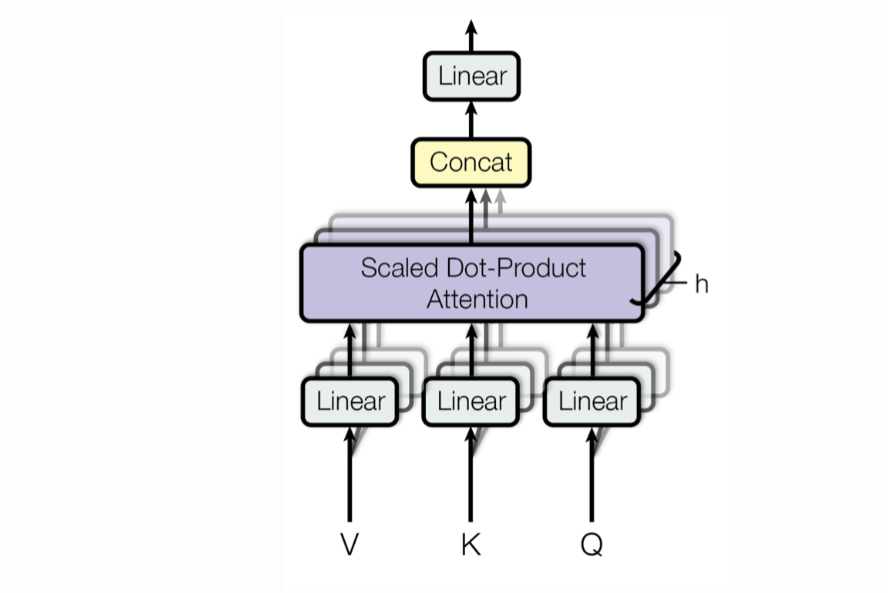 Linear
Concat
Scaled Dot-Product
Attention
h
Linear
Linear
Linear
V
K
Q